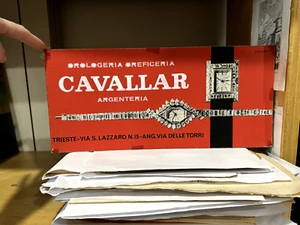 OROLOGERIA OREFICERIA
CAVALLAR
ARGENTERIA
TRIESTE-VIA S. LAZZARO N.15-ANG. VIA DELLE TORRI